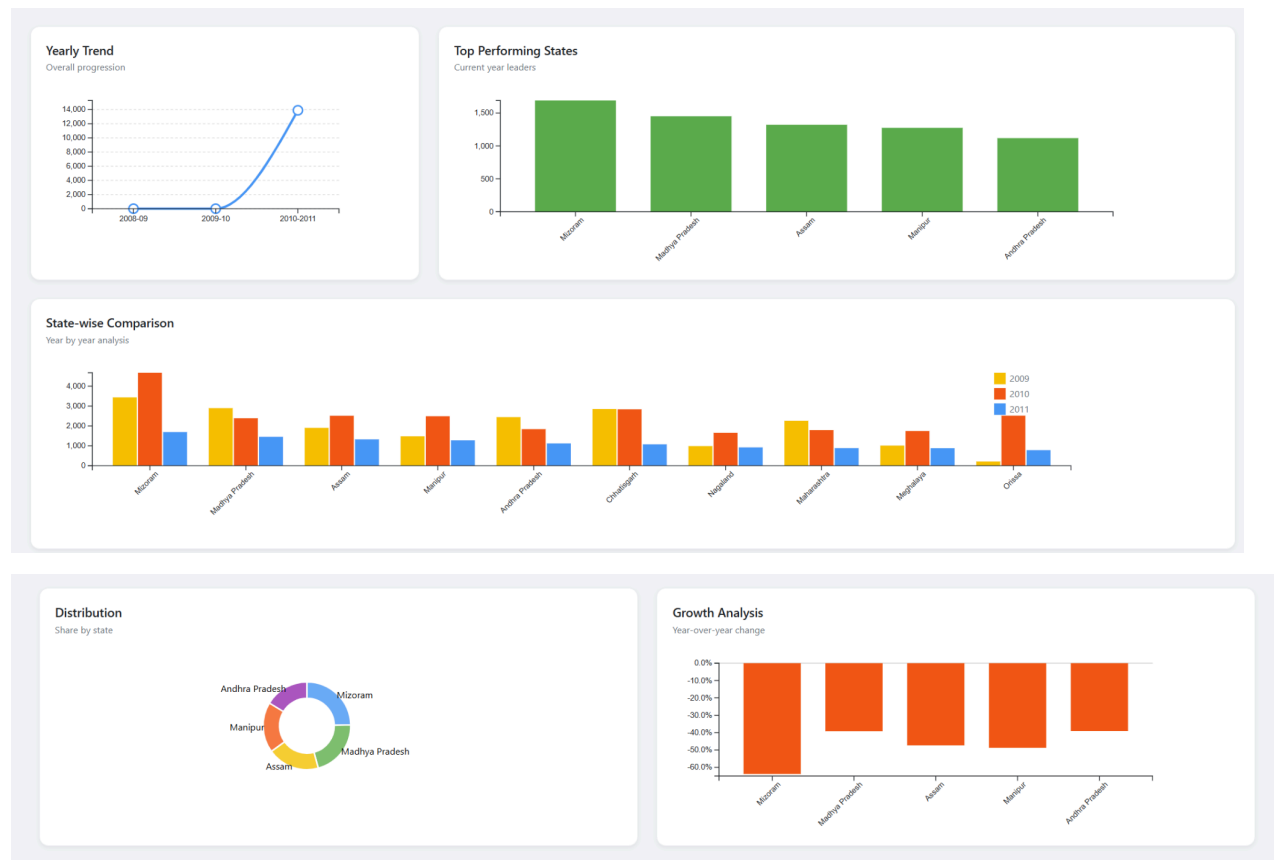 Yearly Trend
Overall progression
14,000
12,000
10,000
8,000
6,000
4,000
2,000
0
2008-09 2009-10 2010-2011
Top Performing States
Current year leaders
1,500
1,000
500
0
Mizoram Madhya Pradesh Assam Manipur Andhra Pradesh
State-wise Comparison
Year by year analysis
4,000
3,000
2,000
1,000
0
2009
2010
2011
Mizoram Madhya Pradesh Assam Manipur Andhra Pradesh Chhatisgarh Nagaland Maharashtra Meghalaya Orissa
Distribution
Share by state
Andhra Pradesh
Mizoram
Manipur
Madhya Pradesh
Assam
Growth Analysis
Year-over-year change
0.0%
-10.0%
-20.0%
-30.0%
-40.0%
-50.0%
-60.0%
Mizoram Madhya Pradesh Assam Manipur Andhra Pradesh